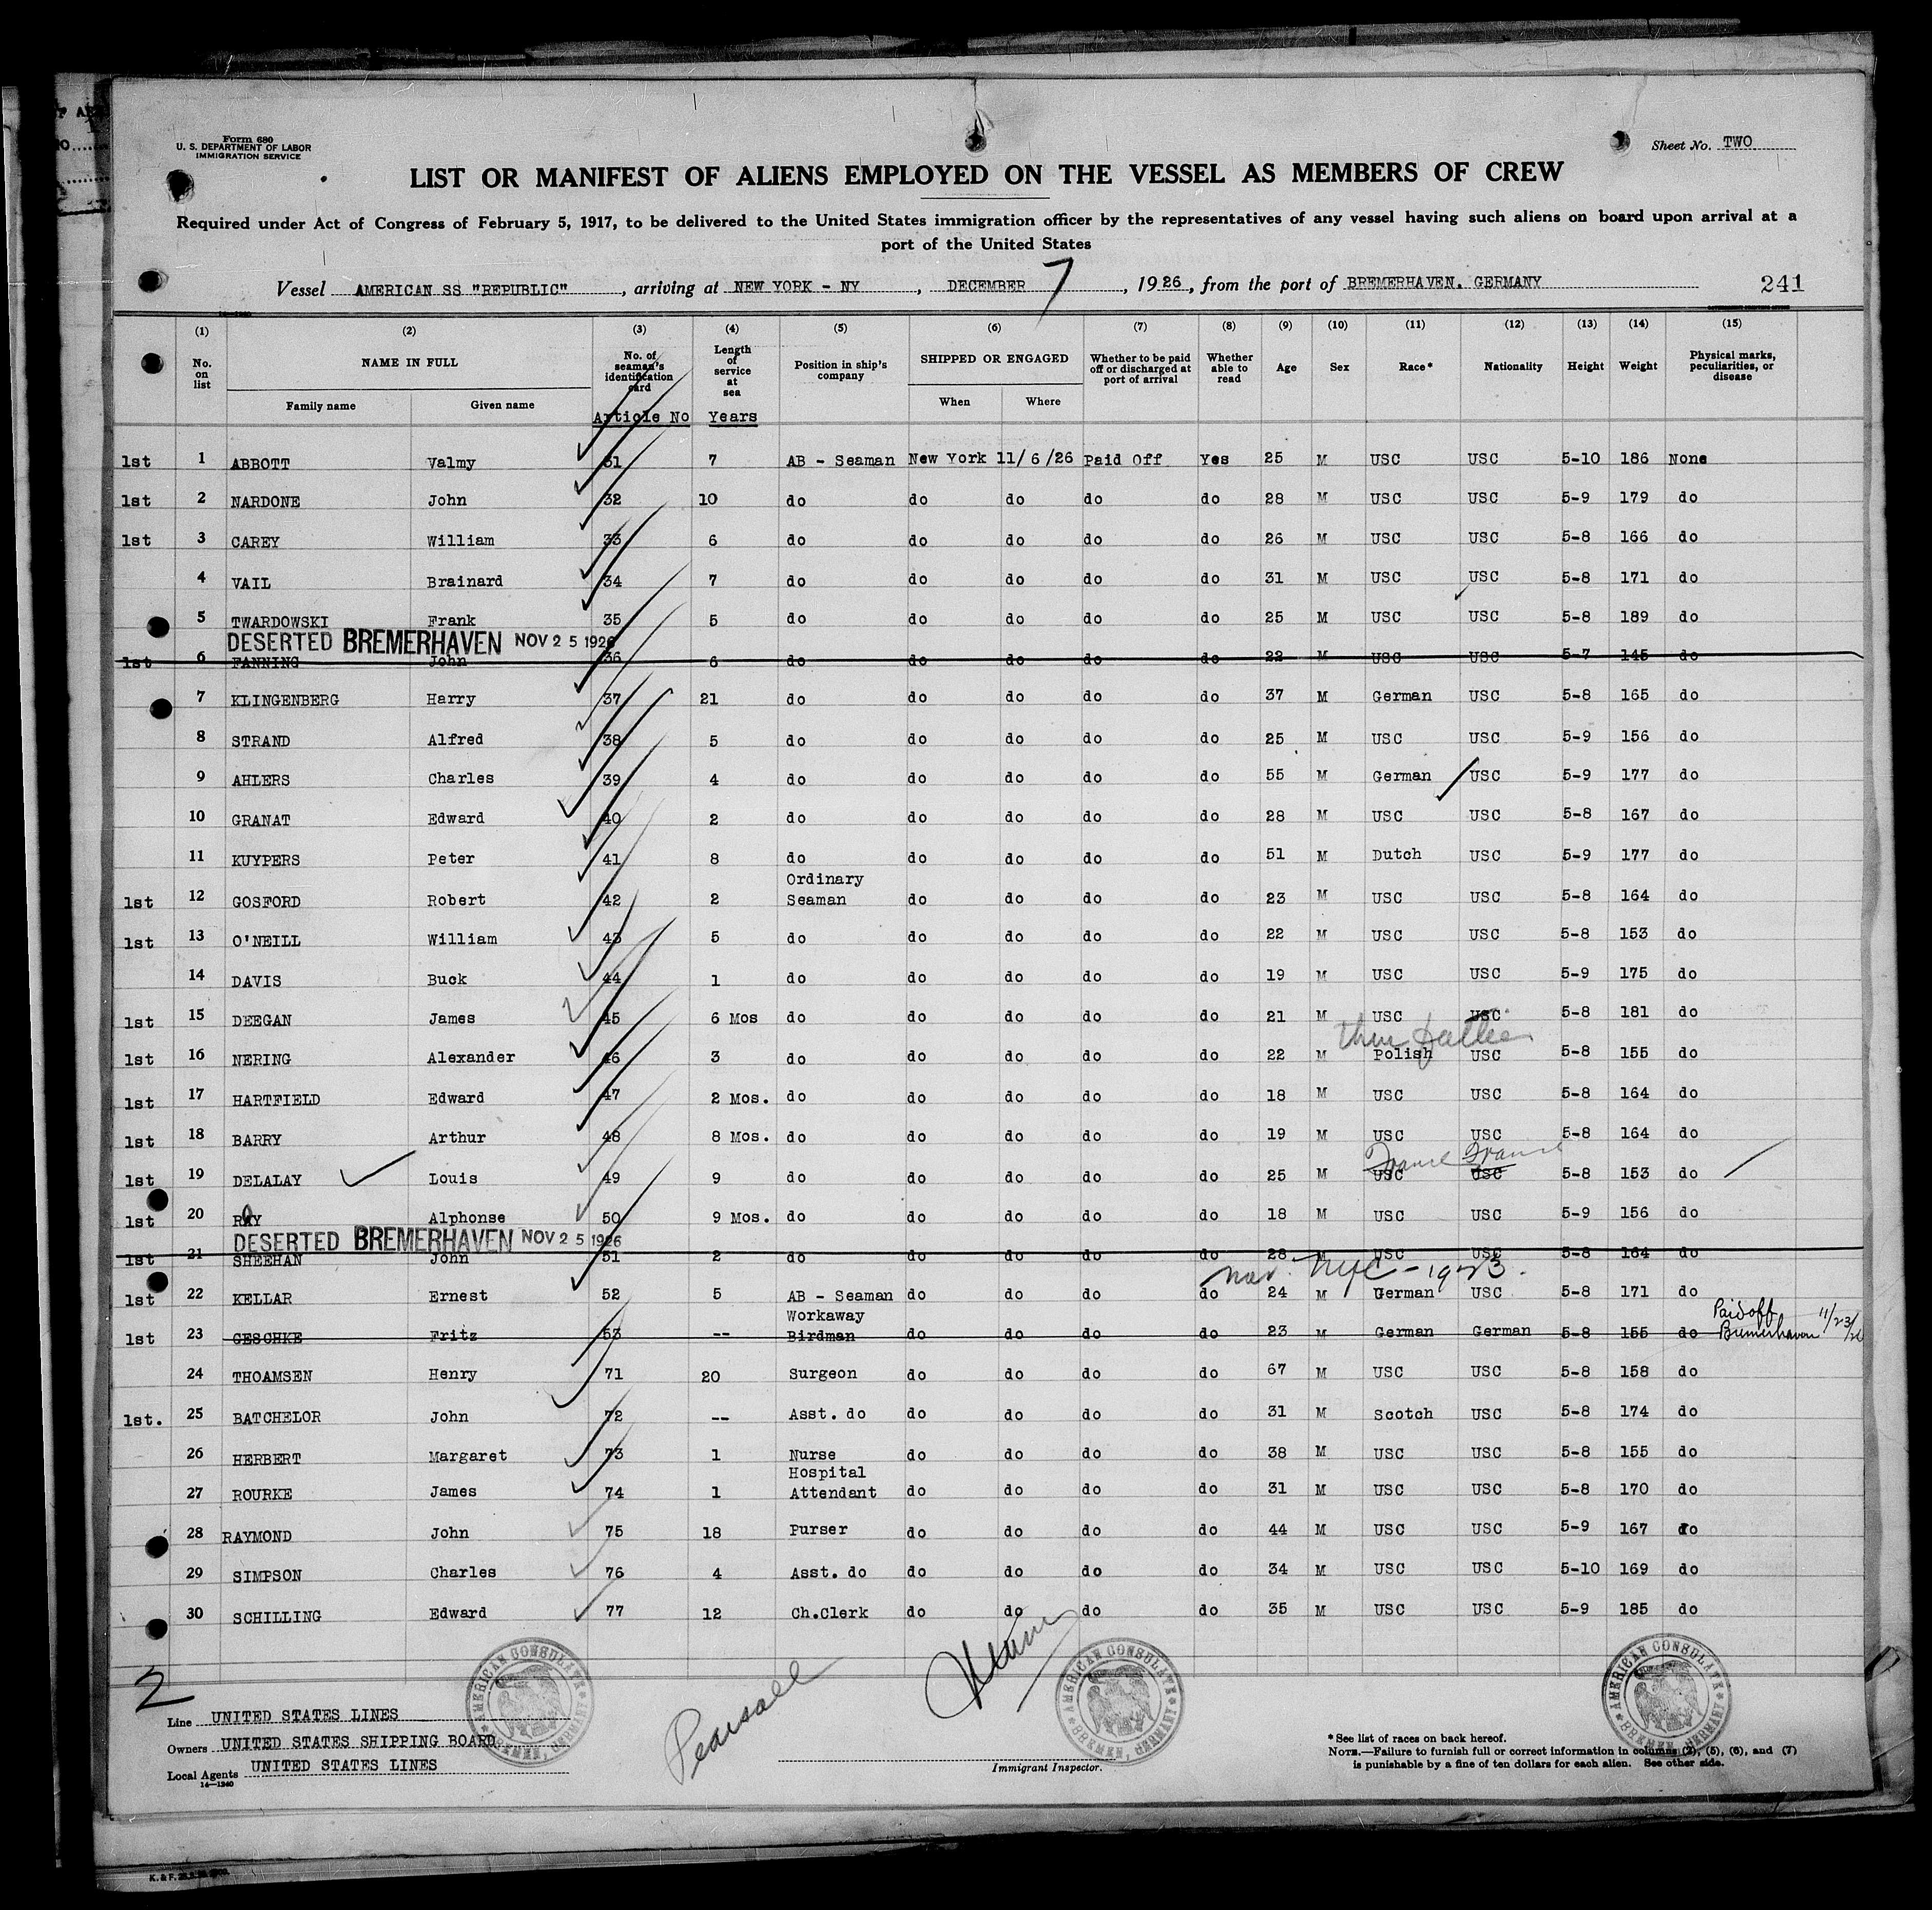 Form 680
U. S. DEPARTMENT OF LABOR
IMMIGRATION SERVICE
Sheet No. TWO
LIST OR MANIFEST OF ALIENS EMPLOYED ON THE VESSEL AS MEMBERS OF CREW
Required under Act of Congress of February 5, 1917, to be delivered to the United States immigration officer by the representatives of any vessel having such aliens on board upon arrival at a
port of the United States
Vessel AMERICAN SS "REPUBLIC", arriving at NEW YORK - NY, DECEMBER 7, 1926, from the port of BREMERHAVEN. GERMANY 241
(1) (2) (3) (4) (5) (6) (7) (8) (9) (10) (11) (12) (13) (14) (15)
No. on list NAME IN FULL Family name Given name No. of seaman's identification card Length of service at sea Position in ship's company SHIPPED OR ENGAGED When Where Whether to be paid off or discharged at port of arrival Whether able to read Age Sex Race* Nationality Height Weight Physical marks, peculiarities, or disease
Article No Years
1st 1 ABBOTT Valmy 31 7 AB - Seaman New York 11/6/26 Paid Off Yes 25 M USC USC 5-10 186 None
1st 2 NARDONE John 32 10 do do do do do 28 M USC USC 5-9 179 do
1st 3 CAREY William 33 6 do do do do do 26 M USC USC 5-8 166 do
4 VAIL Brainard 34 7 do do do do do 31 M USC USC 5-8 171 do
5 TWARDOWSKI Frank 35 5 do do do do do 25 M USC USC 5-8 189 do
DESERTED BREMERHAVEN NOV 25 1926
1st 6 FANNING John 36 6 do do do do do 22 M USC USC 5-7 145 do
7 KLINGENBERG Harry 37 21 do do do do do 37 M German USC 5-8 165 do
8 STRAND Alfred 38 5 do do do do do 25 M USC USC 5-9 156 do
9 AHLERS Charles 39 4 do do do do do 55 M German USC 5-9 177 do
10 GRANAT Edward 40 2 do do do do do 28 M USC USC 5-8 167 do
11 KUYPERS Peter 41 8 do do do do do 51 M Dutch USC 5-9 177 do
1st 12 GOSFORD Robert 42 2 Ordinary Seaman do do do do 23 M USC USC 5-8 164 do
1st 13 O'NEILL William 43 5 do do do do do 22 M USC USC 5-8 153 do
14 DAVIS Buck 44 1 do do do do do 19 M USC USC 5-9 175 do
1st 15 DEEGAN James 45 6 Mos do do do do do 21 M USC USC 5-8 181 do
thru father
1st 16 NERING Alexander 46 3 do do do do do 22 M Polish USC 5-8 155 do
1st 17 HARTFIELD Edward 47 2 Mos. do do do do do 18 M USC USC 5-8 164 do
1st 18 BARRY Arthur 48 8 Mos. do do do do do 19 M USC USC 5-8 164 do
France France
1st 19 DELALAY Louis 49 9 do do do do do 25 M USC USC 5-8 153 do
1st 20 RAY Alphonse 50 9 Mos. do do do do do 18 M USC USC 5-9 156 do
DESERTED BREMERHAVEN NOV 25 1926
1st 21 SHEEHAN John 51 2 do do do do do 28 M USC USC 5-8 164 do
nat. NYC - 1923.
1st 22 KELLAR Ernest 52 5 AB - Seaman do do do do 24 M German USC 5-8 171 do
1st 23 GESCHKE Fritz 53 -- Workaway Birdman do do do do 23 M German German 5-8 155 do Paid off Bremerhaven 11/23/26
24 THOAMSEN Henry 71 20 Surgeon do do do do 67 M USC USC 5-8 158 do
1st. 25 BATCHELOR John 72 -- Asst. do do do do do 31 M Scotch USC 5-8 174 do
26 HERBERT Margaret 73 1 Nurse do do do do 38 M USC USC 5-8 155 do
27 ROURKE James 74 1 Hospital Attendant do do do do 31 M USC USC 5-8 170 do
28 RAYMOND John 75 18 Purser do do do do 44 M USC USC 5-9 167 do
29 SIMPSON Charles 76 4 Asst. do do do do do 34 M USC USC 5-10 169 do
30 SCHILLING Edward 77 12 Ch.Clerk do do do do 35 M USC USC 5-9 185 do
AMERICAN CONSULATE BREMEN, GERMANY
AMERICAN CONSULATE BREMEN, GERMANY
AMERICAN CONSULATE BREMEN, GERMANY
2
Line UNITED STATES LINES
Owners UNITED STATES SHIPPING BOARD
Local Agents UNITED STATES LINES
14-1240
Pearsall
Immigrant Inspector.
* See list of races on back hereof.
NOTE.—Failure to furnish full or correct information in columns (2), (5), (6), and (7)
is punishable by a fine of ten dollars for each alien. See other side.